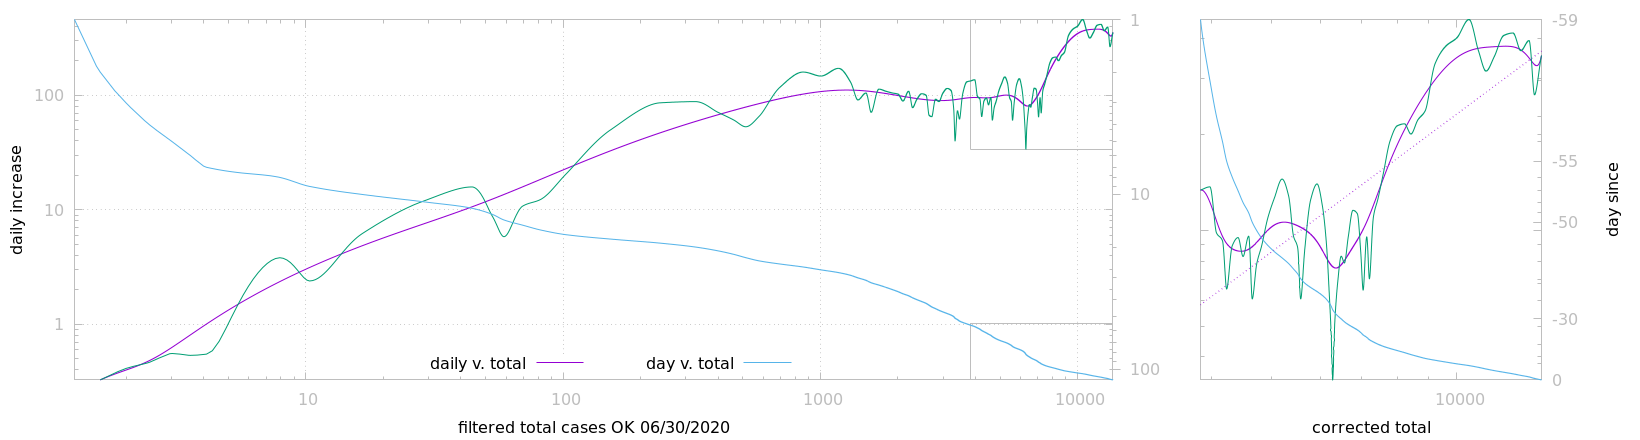 daily increase
100
10
1
daily v. total
day v. total
10
100
1000
10000
filtered total cases OK 06/30/2020
1
10
100
10000
corrected total
-59
-55
-50
-30
0
day since